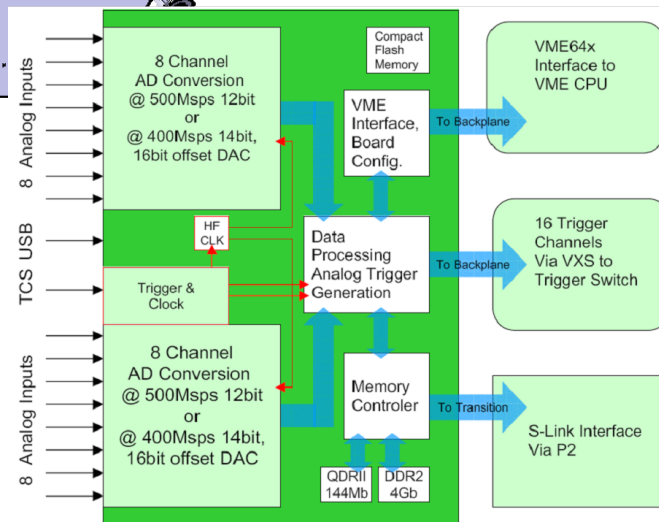 8 Analog Inputs
TCS USB
8 Analog Inputs
8 Channel
AD Conversion
@ 500Msps 12bit
or
@ 400Msps 14bit,
16bit offset DAC
HF
CLK
Trigger &
Clock
8 Channel
AD Conversion
@ 500Msps 12bit
or
@ 400Msps 14bit,
16bit offset DAC
Compact
Flash
Memory
VME
Interface,
Board
Config.
Data
Processing
Analog Trigger
Generation
Memory
Controler
QDRII
144Mb
DDR2
4Gb
To Backplane
To Backplane
To Transition
VME64x
Interface to
VME CPU
16 Trigger
Channels
Via VXS to
Trigger Switch
S-Link Interface
Via P2